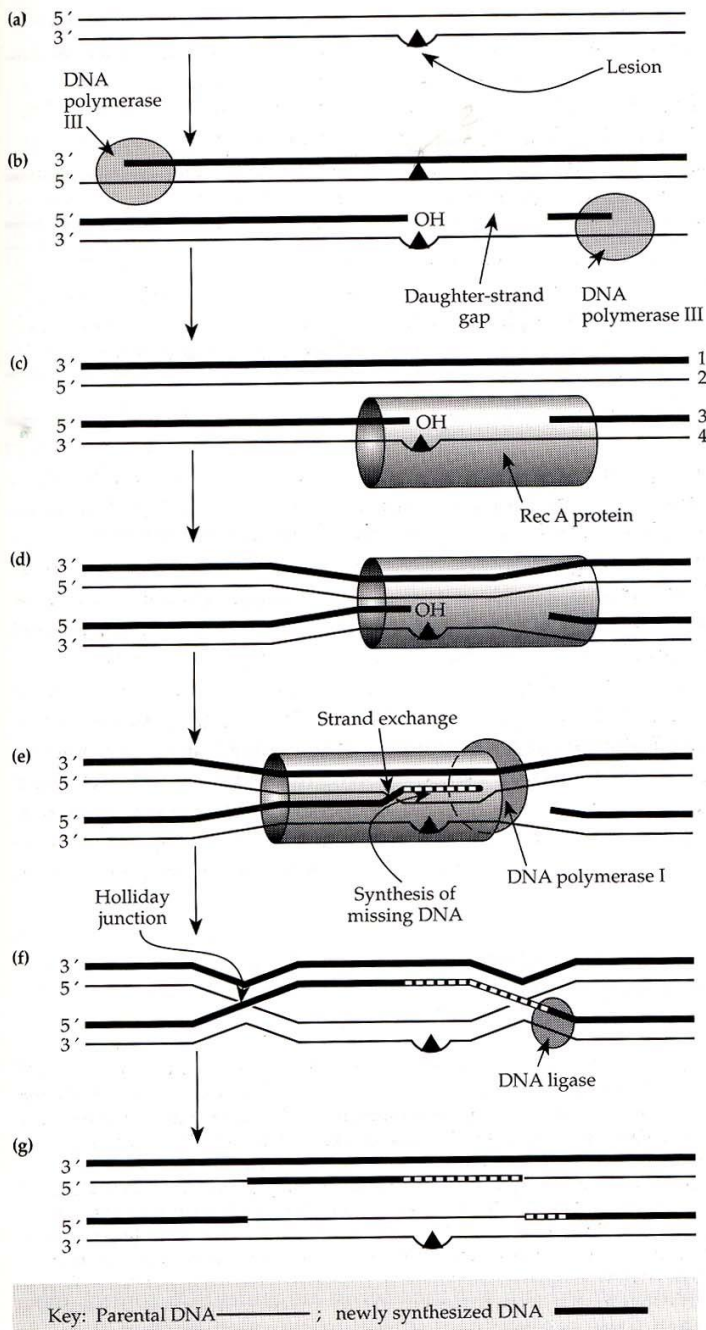 (a)
5′
3′
Lesion
DNA
polymerase
III
(b)
3′
5′
5′
OH
3′
Daughter-strand
gap
DNA
polymerase III
(c)
3′
1
5′
2
5′
OH
3
3′
4
Rec A protein
(d)
3′
5′
OH
5′
3′
Strand exchange
(e)
3′
5′
5′
3′
DNA polymerase I
Synthesis of
missing DNA
Holliday
junction
(f)
3′
5′
5′
3′
DNA ligase
(g)
3′
5′
5′
3′
Key: Parental DNA ; newly synthesized DNA